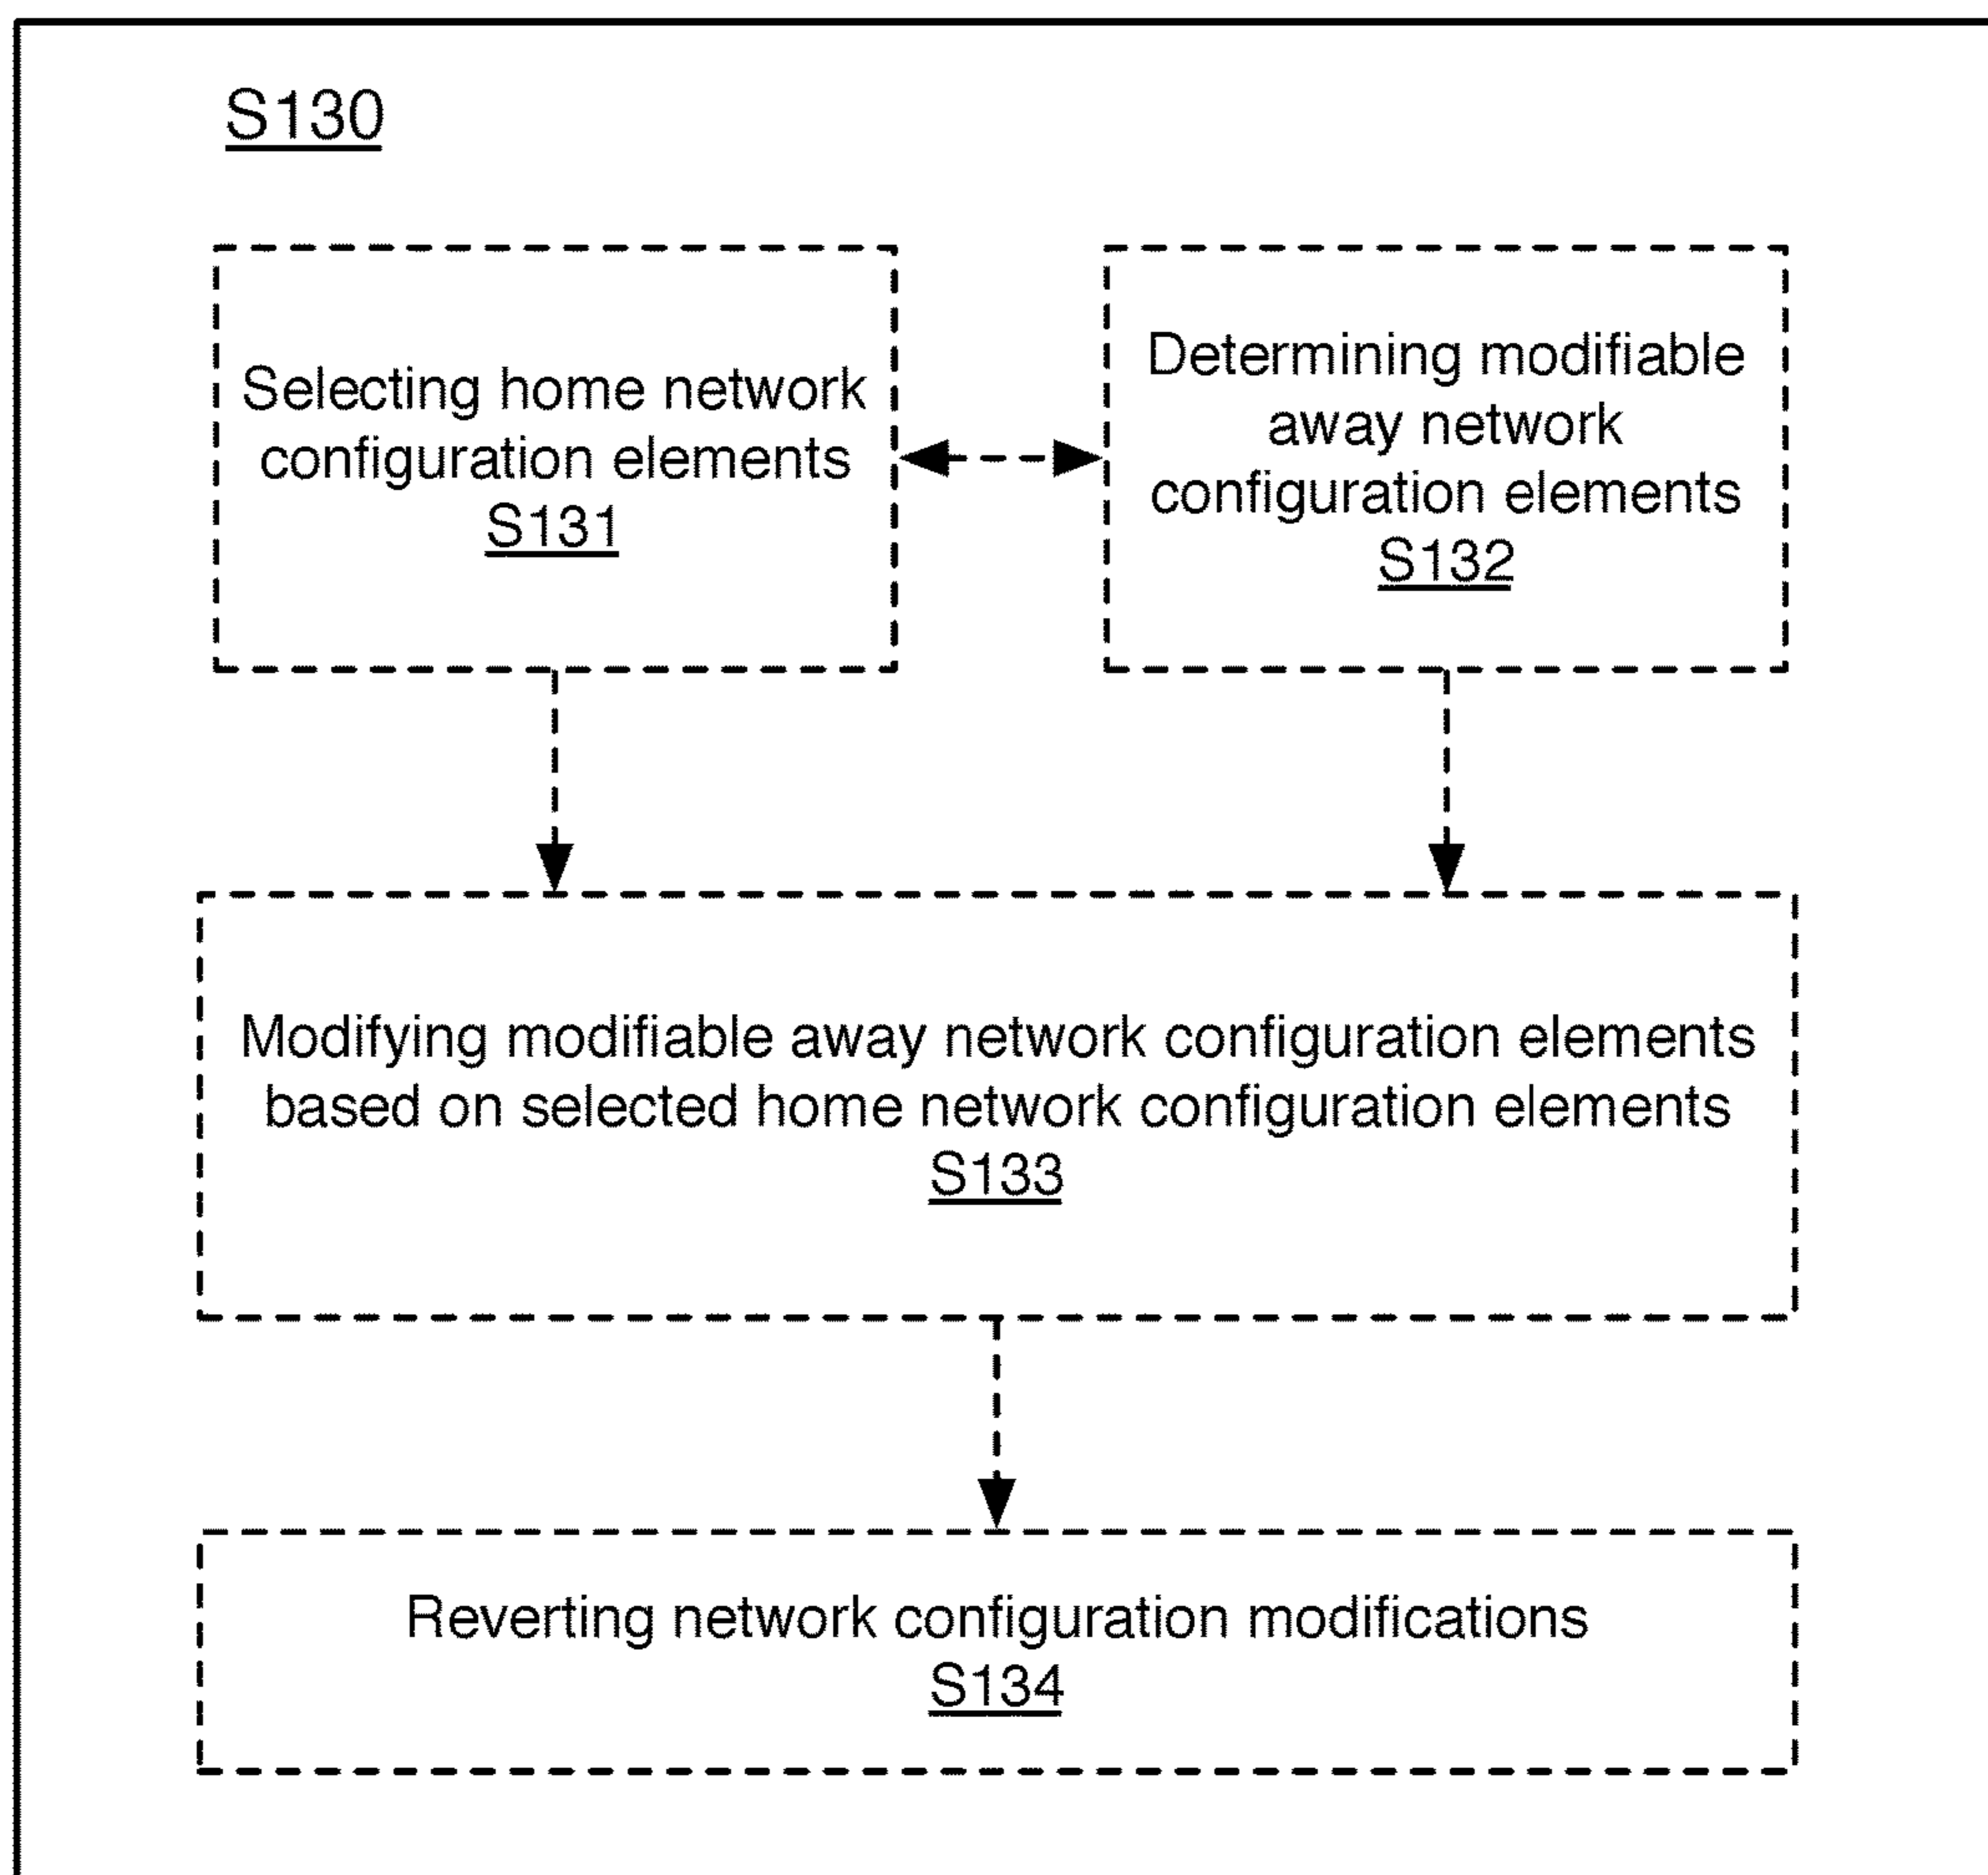 S130
Selecting home network
configuration elements
S131
Determining modifiable
away network
configuration elements
S132
Modifying modifiable away network configuration elements
based on selected home network configuration elements
S133
Reverting network configuration modifications
S134